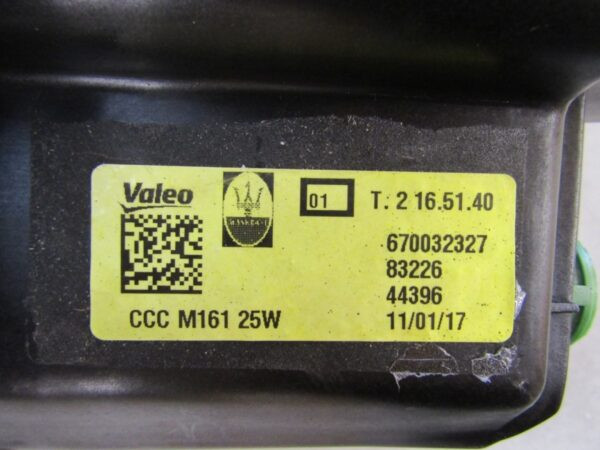 Valeo
01 T. 2 16.51.40
670032327
83226
44396
CCC M161 25W 11/01/17